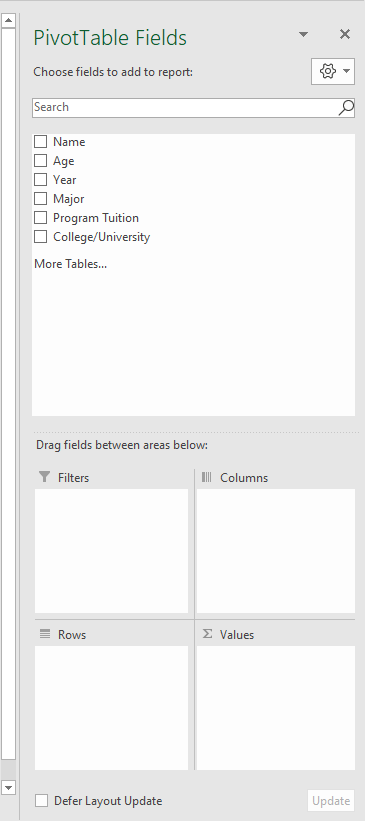 PivotTable Fields
Choose fields to add to report:
Search
Name
Age
Year
Major
Program Tuition
College/University
More Tables...
Drag fields between areas below:
Filters
Columns
Rows
Σ Values
Defer Layout Update
Update